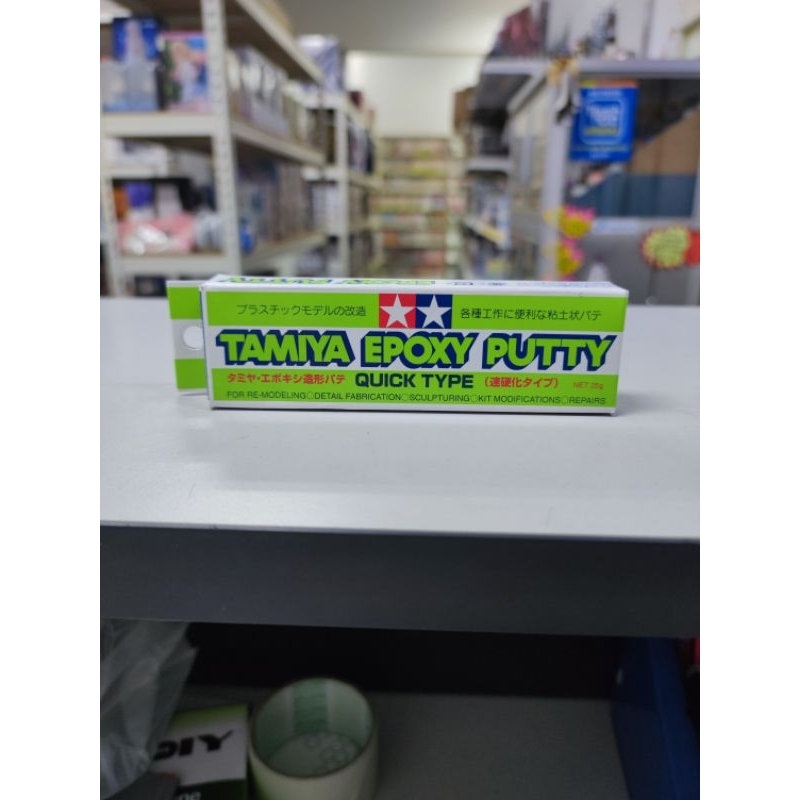 プラスチックモデルの改造
各種工作に便利な粘土状パテ
TAMIYA EPOXY PUTTY
タミヤ・エポキシ造形パテ QUICK TYPE (速硬化タイプ) NET 25g
FOR RE-MODELING○DETAIL FABRICATION○SCULPTURING○KIT MODIFICATIONS○REPAIRS
DIY